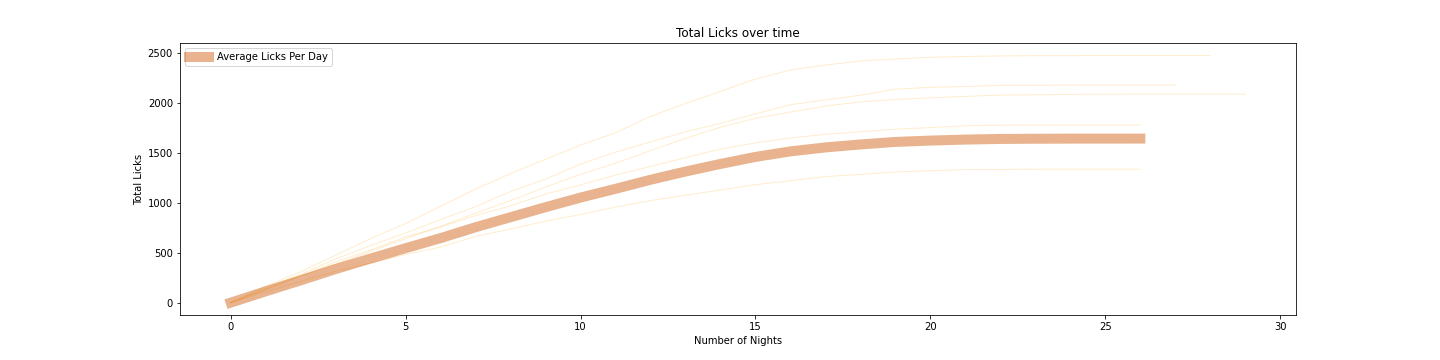 Total Licks over time
Average Licks Per Day
Total Licks
2500
2000
1500
1000
500
0
0 5 10 15 20 25 30
Number of Nights